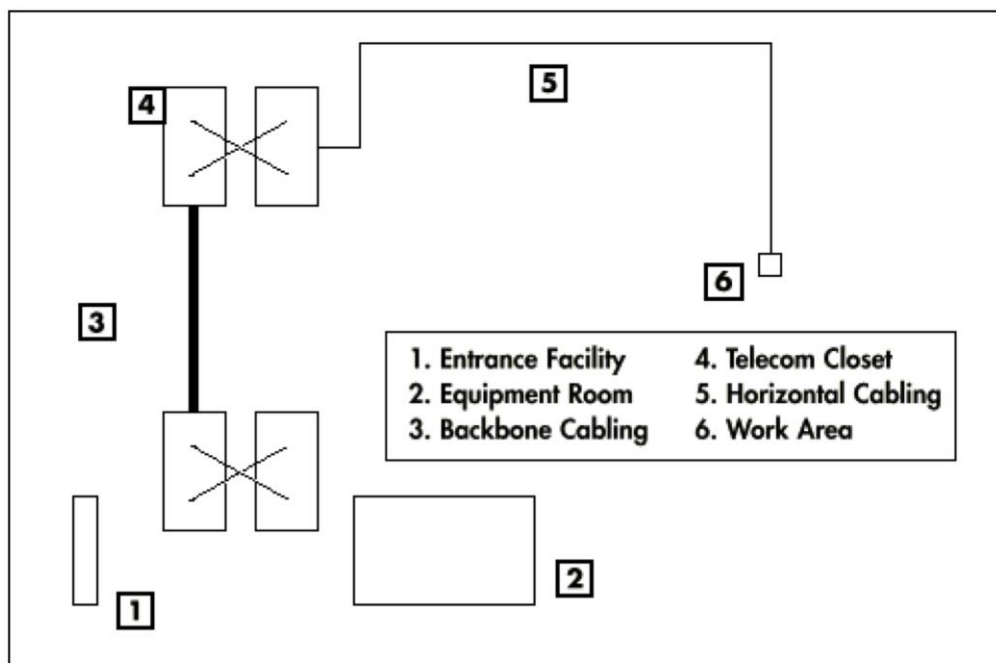 4
5
6
3
1. Entrance Facility
2. Equipment Room
3. Backbone Cabling
4. Telecom Closet
5. Horizontal Cabling
6. Work Area
2
1